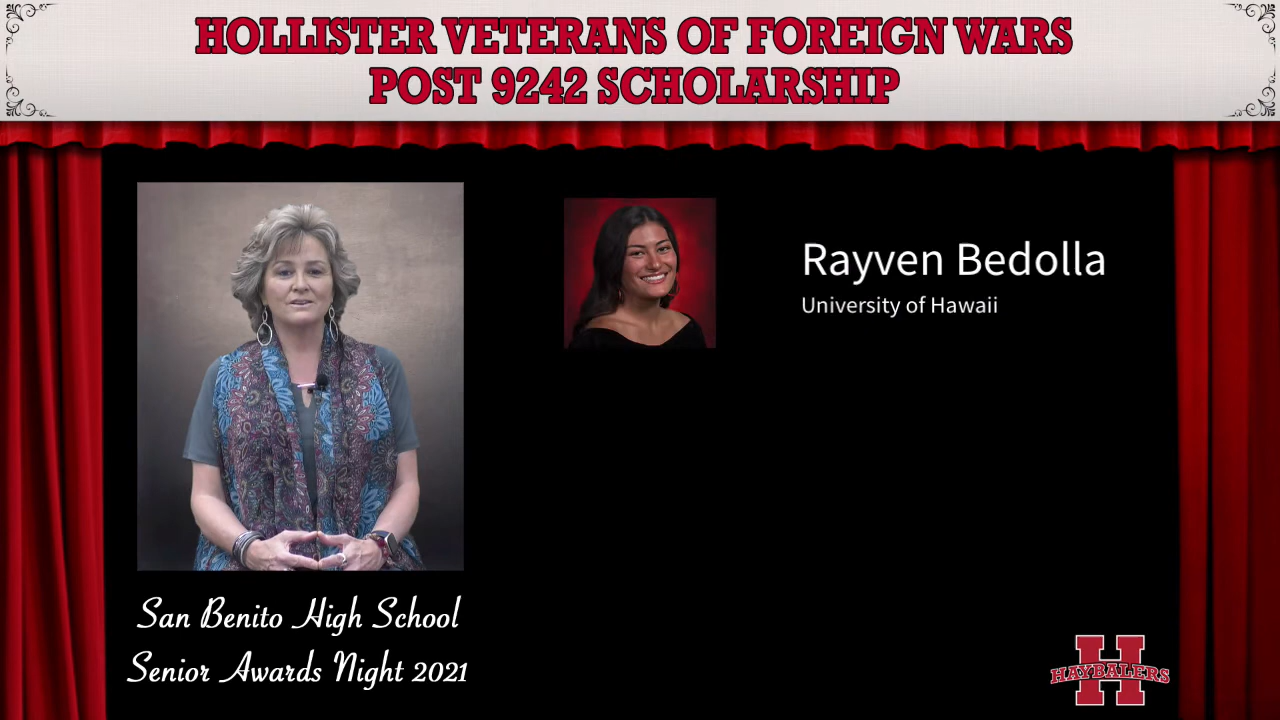 HOLLISTER VETERANS OF FOREIGN WARS
POST 9242 SCHOLARSHIP
Rayven Bedolla
University of Hawaii
San Benito High School
Senior Awards Night 2021
H
HAYBALERS